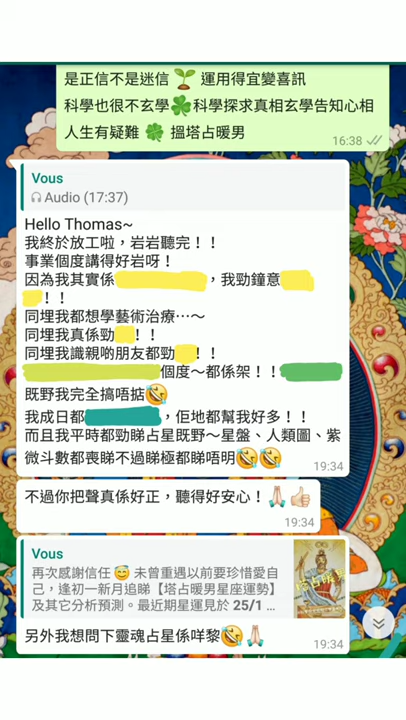 是正信不是迷信🌱 運用得宜變喜訊
科學也很不玄學🍀科學探求真相玄學告知心相
人生有疑難 🍀 搵塔占暖男
16:38
Vous
Audio (17:37)
Hello Thomas~
我終於放工啦，岩岩聽完！！
事業個度講得好岩呀！
因為我其實係，我勁鐘意
！！
同埋我都想學藝術治療⋯～
同埋我真係勁！！
同埋我識親啲朋友都勁！！
個度～都係架！！
既野我完全搞唔掂🤣
我成日都，佢地都幫我好多！！
而且我平時都勁睇占星既野～星盤、人類圖、紫
微斗數都喪睇不過睇極都睇唔明🤣🤣
19:34
不過你把聲真係好正，聽得好安心！🙏🏻👍🏻
19:34
Vous
再次感謝信任😅 未曾重遇以前要珍惜愛自
己，逢初一新月追睇【塔占暖男星座運勢】
及其它分析預測。最近期星運見於 25/1 ...
塔占暖男
另外我想問下靈魂占星係咩黎🤣🙏🏻
19:34